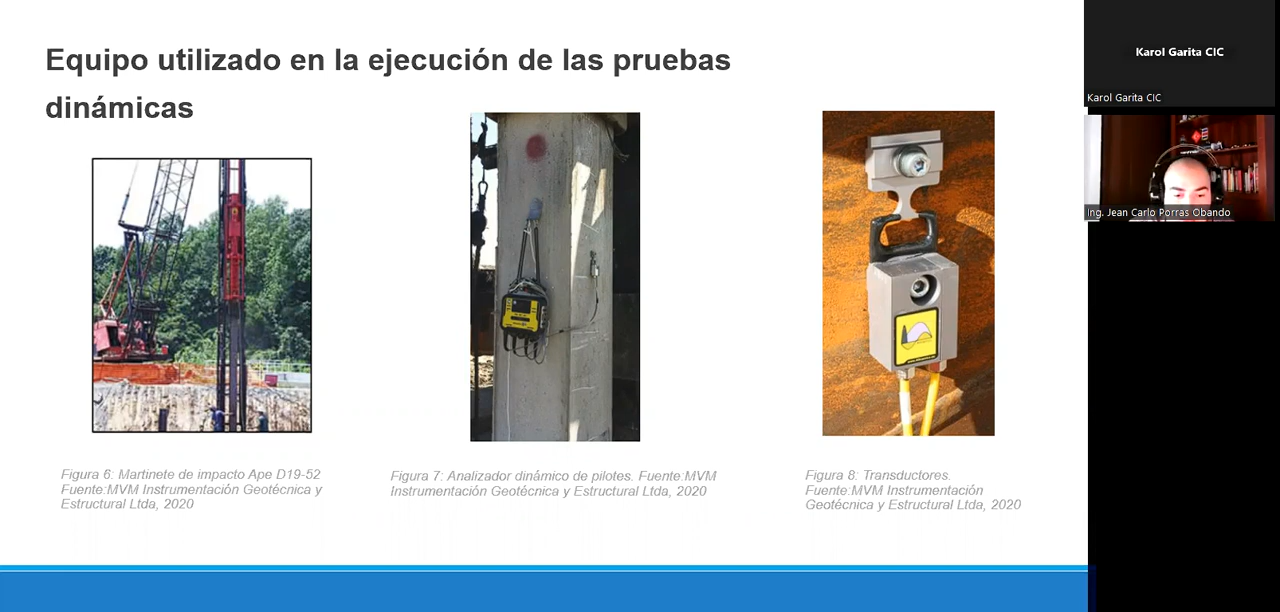 Equipo utilizado en la ejecución de las pruebas
dinámicas
Figura 6: Martinete de impacto Ape D19-52
Fuente:MVM Instrumentación Geotécnica y
Estructural Ltda, 2020
Figura 7: Analizador dinámico de pilotes. Fuente:MVM
Instrumentación Geotécnica y Estructural Ltda, 2020
Figura 8: Transductores.
Fuente:MVM Instrumentación
Geotécnica y Estructural Ltda, 2020
Karol Garita CIC
Karol Garita CIC
Ing. Jean Carlo Porras Obando